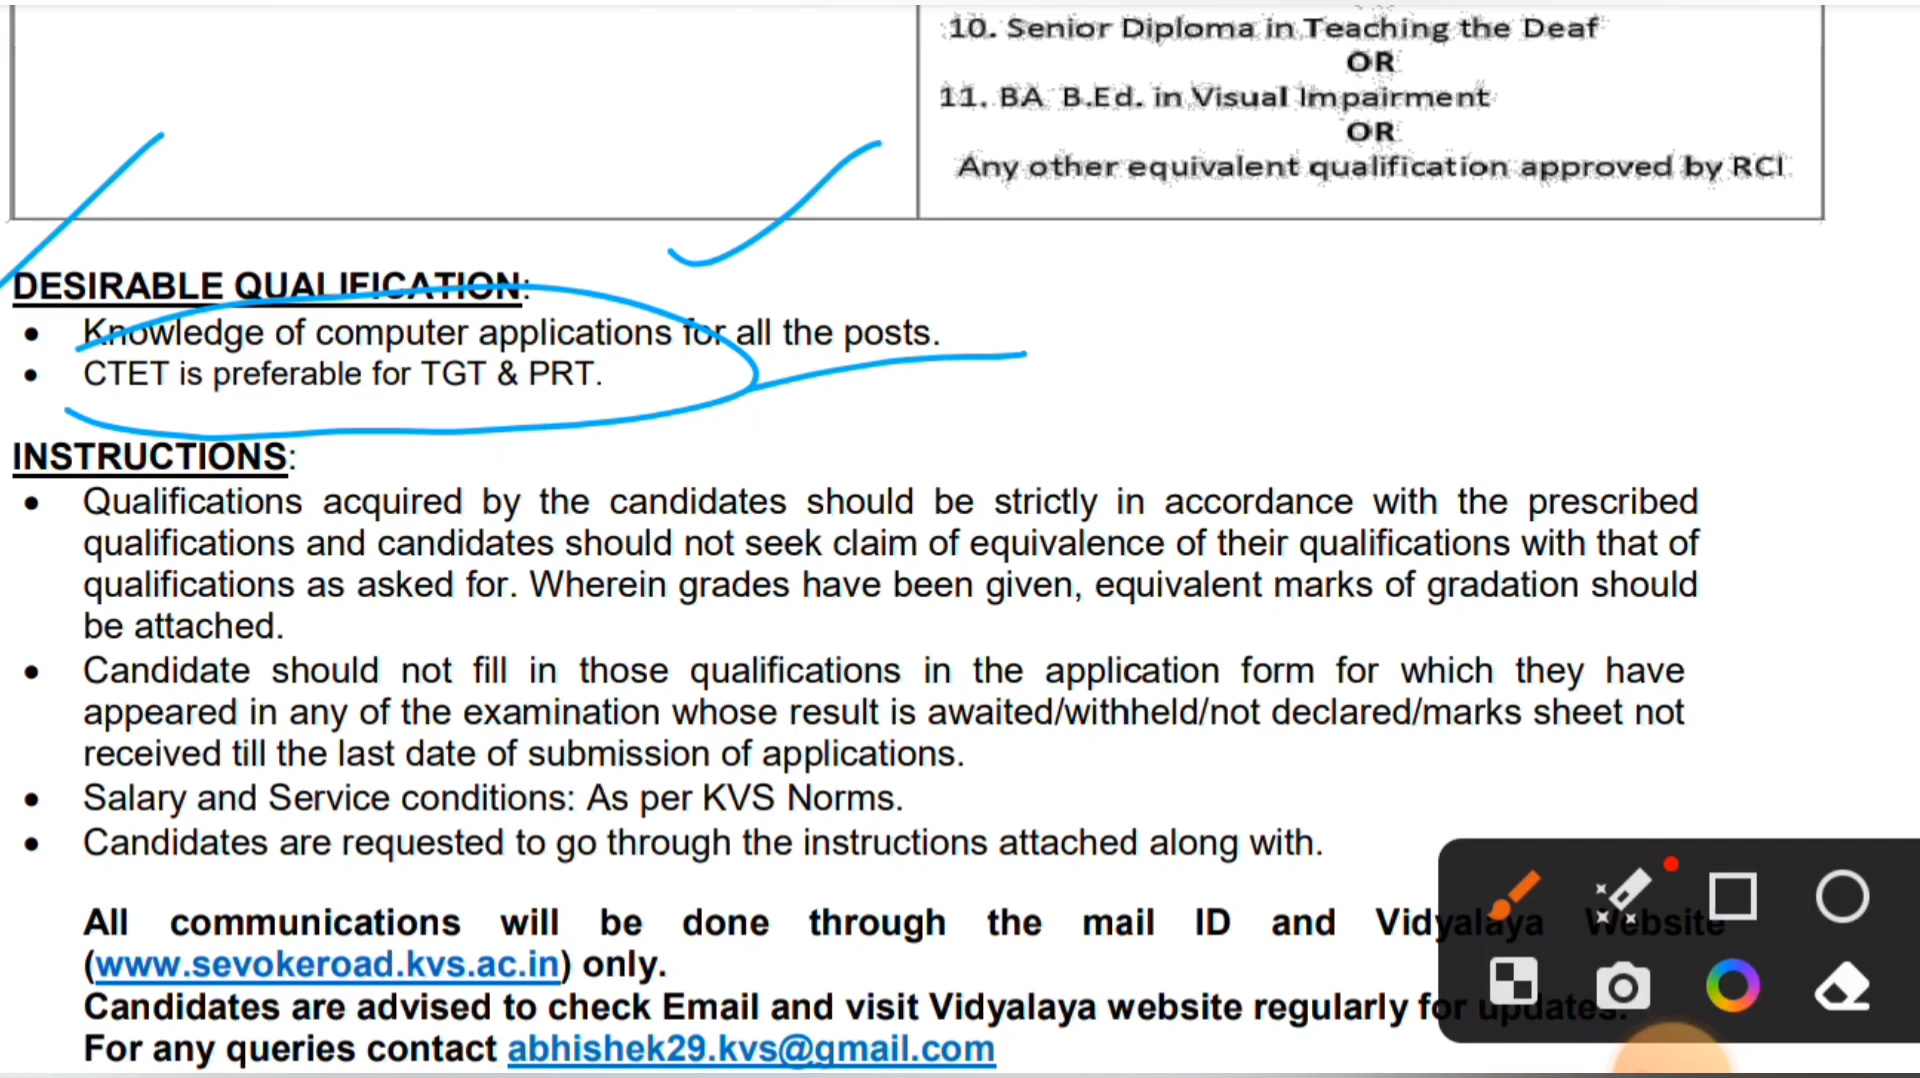 10. Senior Diploma in Teaching the Deaf
OR
11. BA B.Ed. in Visual Impairment
OR
Any other equivalent qualification approved by RCI
DESIRABLE QUALIFICATION:
• Knowledge of computer applications for all the posts.
• CTET is preferable for TGT & PRT.
INSTRUCTIONS:
• Qualifications acquired by the candidates should be strictly in accordance with the prescribed
qualifications and candidates should not seek claim of equivalence of their qualifications with that of
qualifications as asked for. Wherein grades have been given, equivalent marks of gradation should
be attached.
• Candidate should not fill in those qualifications in the application form for which they have
appeared in any of the examination whose result is awaited/withheld/not declared/marks sheet not
received till the last date of submission of applications.
• Salary and Service conditions: As per KVS Norms.
• Candidates are requested to go through the instructions attached along with.
All communications will be done through the mail ID and Vidyalaya Website
(www.sevokeroad.kvs.ac.in) only.
Candidates are advised to check Email and visit Vidyalaya website regularly for updates.
For any queries contact abhishek29.kvs@gmail.com